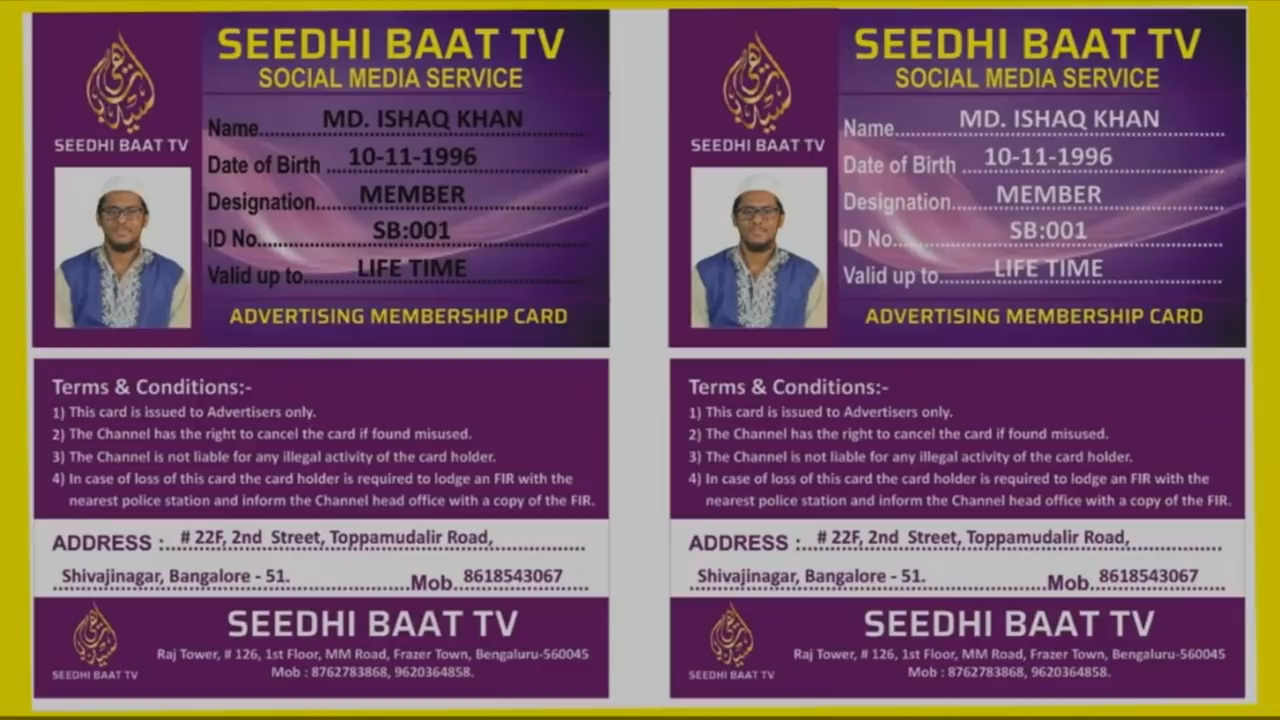 SEEDHI BAAT TV
SOCIAL MEDIA SERVICE
SEEDHI BAAT TV
Name..... MD. ISHAQ KHAN
Date of Birth ..... 10-11-1996
Designation..... MEMBER
ID No..... SB:001
Valid up to..... LIFE TIME
ADVERTISING MEMBERSHIP CARD
Terms & Conditions:-
1) This card is issued to Advertisers only.
2) The Channel has the right to cancel the card if found misused.
3) The Channel is not liable for any illegal activity of the card holder.
4) In case of loss of this card the card holder is required to lodge an FIR with the
nearest police station and inform the Channel head office with a copy of the FIR.
ADDRESS : # 22F, 2nd Street, Toppamudalir Road,
Shivajinagar, Bangalore - 51. Mob. 8618543067
SEEDHI BAAT TV
Raj Tower, # 126, 1st Floor, MM Road, Frazer Town, Bengaluru-560045
Mob : 8762783868, 9620364858.
SEEDHI BAAT TV
SEEDHI BAAT TV
SOCIAL MEDIA SERVICE
SEEDHI BAAT TV
Name..... MD. ISHAQ KHAN
Date of Birth ..... 10-11-1996
Designation..... MEMBER
ID No..... SB:001
Valid up to..... LIFE TIME
ADVERTISING MEMBERSHIP CARD
Terms & Conditions:-
1) This card is issued to Advertisers only.
2) The Channel has the right to cancel the card if found misused.
3) The Channel is not liable for any illegal activity of the card holder.
4) In case of loss of this card the card holder is required to lodge an FIR with the
nearest police station and inform the Channel head office with a copy of the FIR.
ADDRESS : # 22F, 2nd Street, Toppamudalir Road,
Shivajinagar, Bangalore - 51. Mob. 8618543067
SEEDHI BAAT TV
Raj Tower, # 126, 1st Floor, MM Road, Frazer Town, Bengaluru-560045
Mob : 8762783868, 9620364858.
SEEDHI BAAT TV